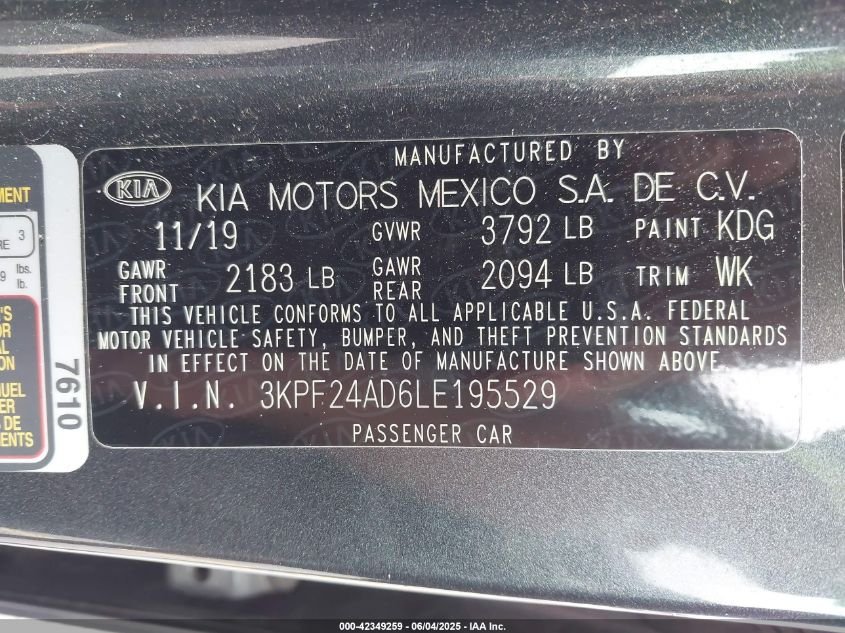 MANUFACTURED BY
KIA KIA MOTORS MEXICO S.A. DE C.V.
11/19 GVWR 3792 LB PAINT KDG
GAWR FRONT 2183 LB GAWR REAR 2094 LB TRIM WK
THIS VEHICLE CONFORMS TO ALL APPLICABLE U.S.A. FEDERAL
MOTOR VEHICLE SAFETY, BUMPER, AND THEFT PREVENTION STANDARDS
IN EFFECT ON THE DATE OF MANUFACTURE SHOWN ABOVE.
V.I.N. 3KPF24AD6LE195529
PASSENGER CAR
3
lbs.
lb.
7610
000-42349259 - 06/04/2025 - IAA Inc.